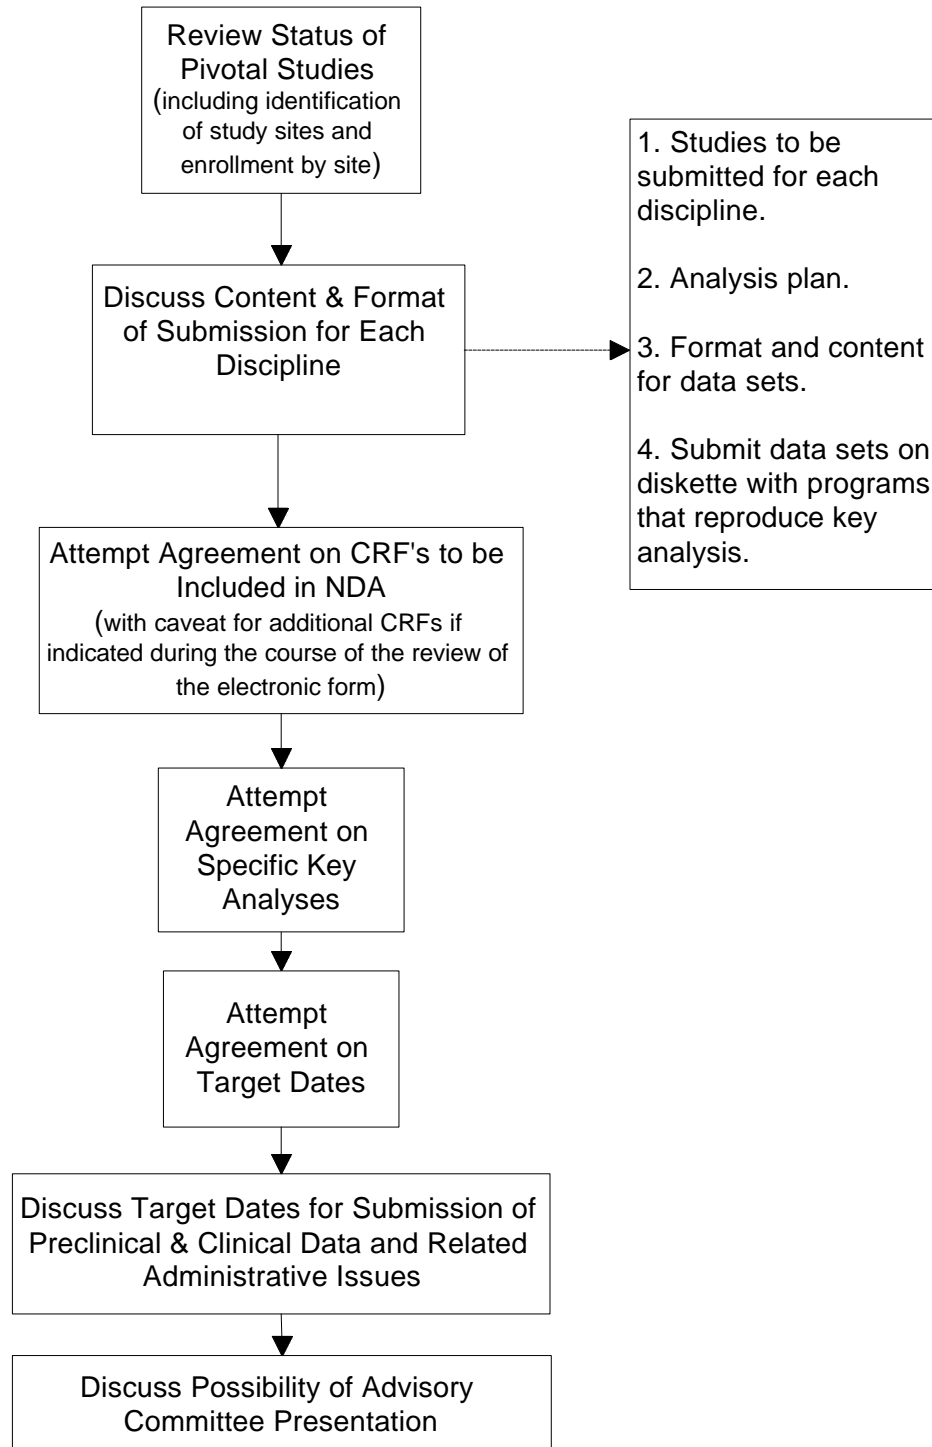 Review Status of
Pivotal Studies
(including identification
of study sites and
enrollment by site)
Discuss Content & Format
of Submission for Each
Discipline
1. Studies to be
submitted for each
discipline.
2. Analysis plan.
3. Format and content
for data sets.
4. Submit data sets on
diskette with programs
that reproduce key
analysis.
Attempt Agreement on CRF's to be
Included in NDA
(with caveat for additional CRFs if
indicated during the course of the review of
the electronic form)
Attempt
Agreement on
Specific Key
Analyses
Attempt
Agreement on
Target Dates
Discuss Target Dates for Submission of
Preclinical & Clinical Data and Related
Administrative Issues
Discuss Possibility of Advisory
Committee Presentation